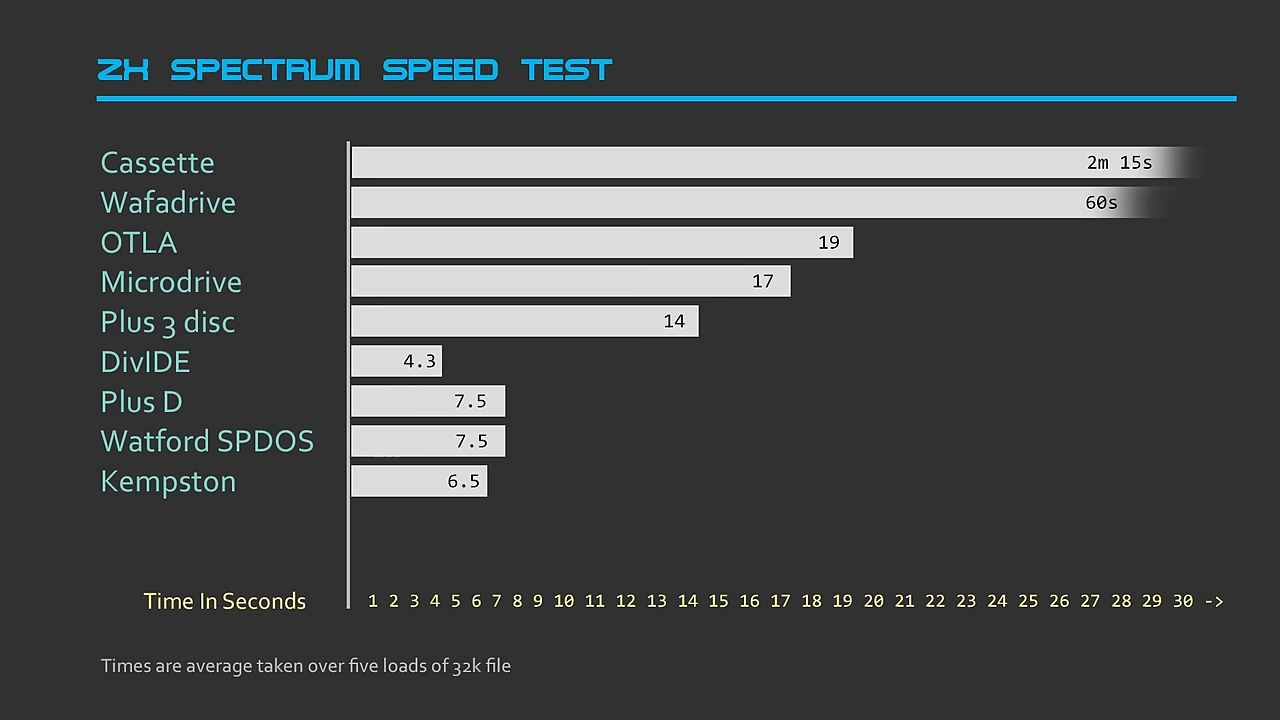 ZX SPECTRUM SPEED TEST
Cassette 2m 15s
Wafadrive 60s
OTLA 19
Microdrive 17
Plus 3 disc 14
DivIDE 4.3
Plus D 7.5
Watford SPDOS 7.5
Kempston 6.5
Time In Seconds 1 2 3 4 5 6 7 8 9 10 11 12 13 14 15 16 17 18 19 20 21 22 23 24 25 26 27 28 29 30 ->
Times are average taken over five loads of 32k file